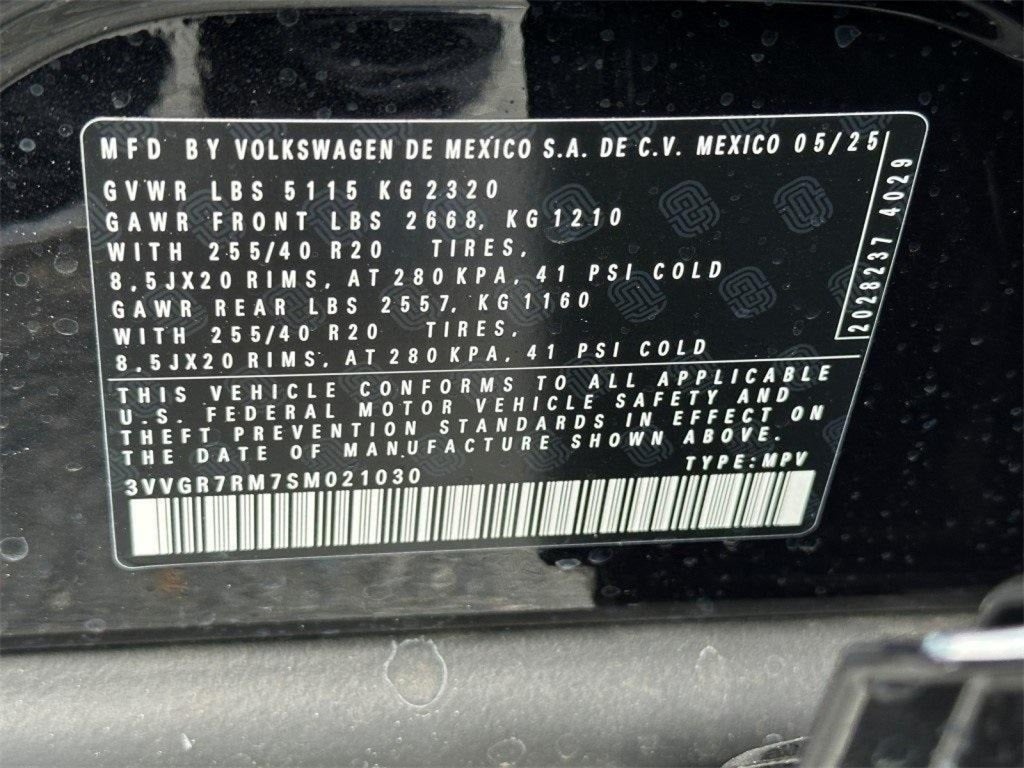 MFD BY VOLKSWAGEN DE MEXICO S.A. DE C.V. MEXICO 05/25
GVWR LBS 5115 KG 2320
GAWR FRONT LBS 2668, KG 1210
WITH 255/40 R20 TIRES,
8.5JX20 RIMS, AT 280 KPA, 41 PSI COLD
GAWR REAR LBS 2557, KG 1160
WITH 255/40 R20 TIRES,
8.5JX20 RIMS, AT 280 KPA, 41 PSI COLD
2028237 4029
THIS VEHICLE CONFORMS TO ALL APPLICABLE
U.S. FEDERAL MOTOR VEHICLE SAFETY AND
THEFT PREVENTION STANDARDS IN EFFECT ON
THE DATE OF MANUFACTURE SHOWN ABOVE.
TYPE:MPV
3VVGR7RM7SM021030